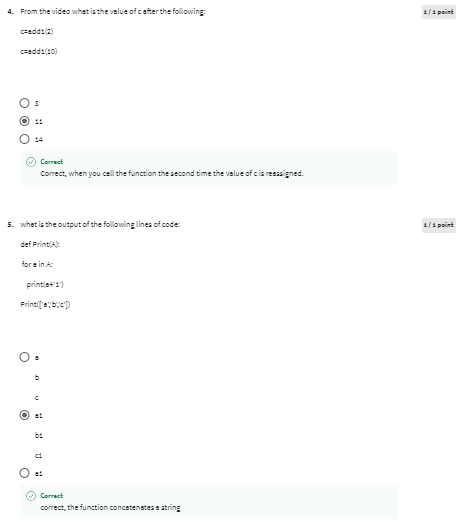 4. From the video what is the value of c after the following: 1 / 1 point
c=add1(2)
c=add1(10)
3
11
14
Correct
Correct, when you call the function the second time the value of c is reassigned.
5. what is the output of the following lines of code: 1 / 1 point
def Print(A):
for a in A:
print(a+'1')
Print(['a','b','c'])
a
b
c
a1
b1
c1
a1
Correct
correct, the function concatenates a string